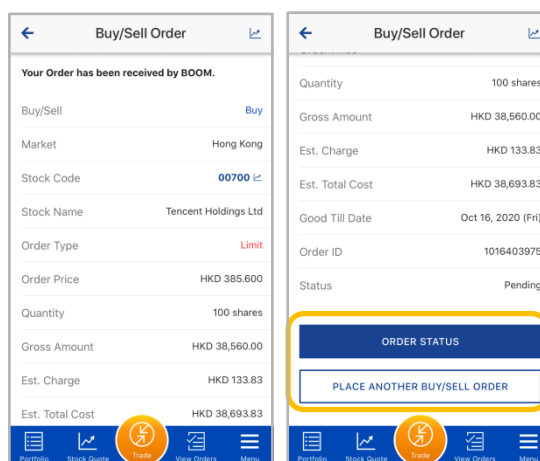 Buy/Sell Order
Your Order has been received by BOOM.
Buy/Sell Buy
Market Hong Kong
Stock Code 00700
Stock Name Tencent Holdings Ltd
Order Type Limit
Order Price HKD 385.600
Quantity 100 shares
Gross Amount HKD 38,560.00
Est. Charge HKD 133.83
Est. Total Cost HKD 38,693.83
Portfolio Stock Quote Trade View Orders Menu
Buy/Sell Order
Quantity 100 shares
Gross Amount HKD 38,560.00
Est. Charge HKD 133.83
Est. Total Cost HKD 38,693.83
Good Till Date Oct 16, 2020 (Fri)
Order ID 1016403975
Status Pending
ORDER STATUS
PLACE ANOTHER BUY/SELL ORDER
Portfolio Stock Quote Trade View Orders Menu